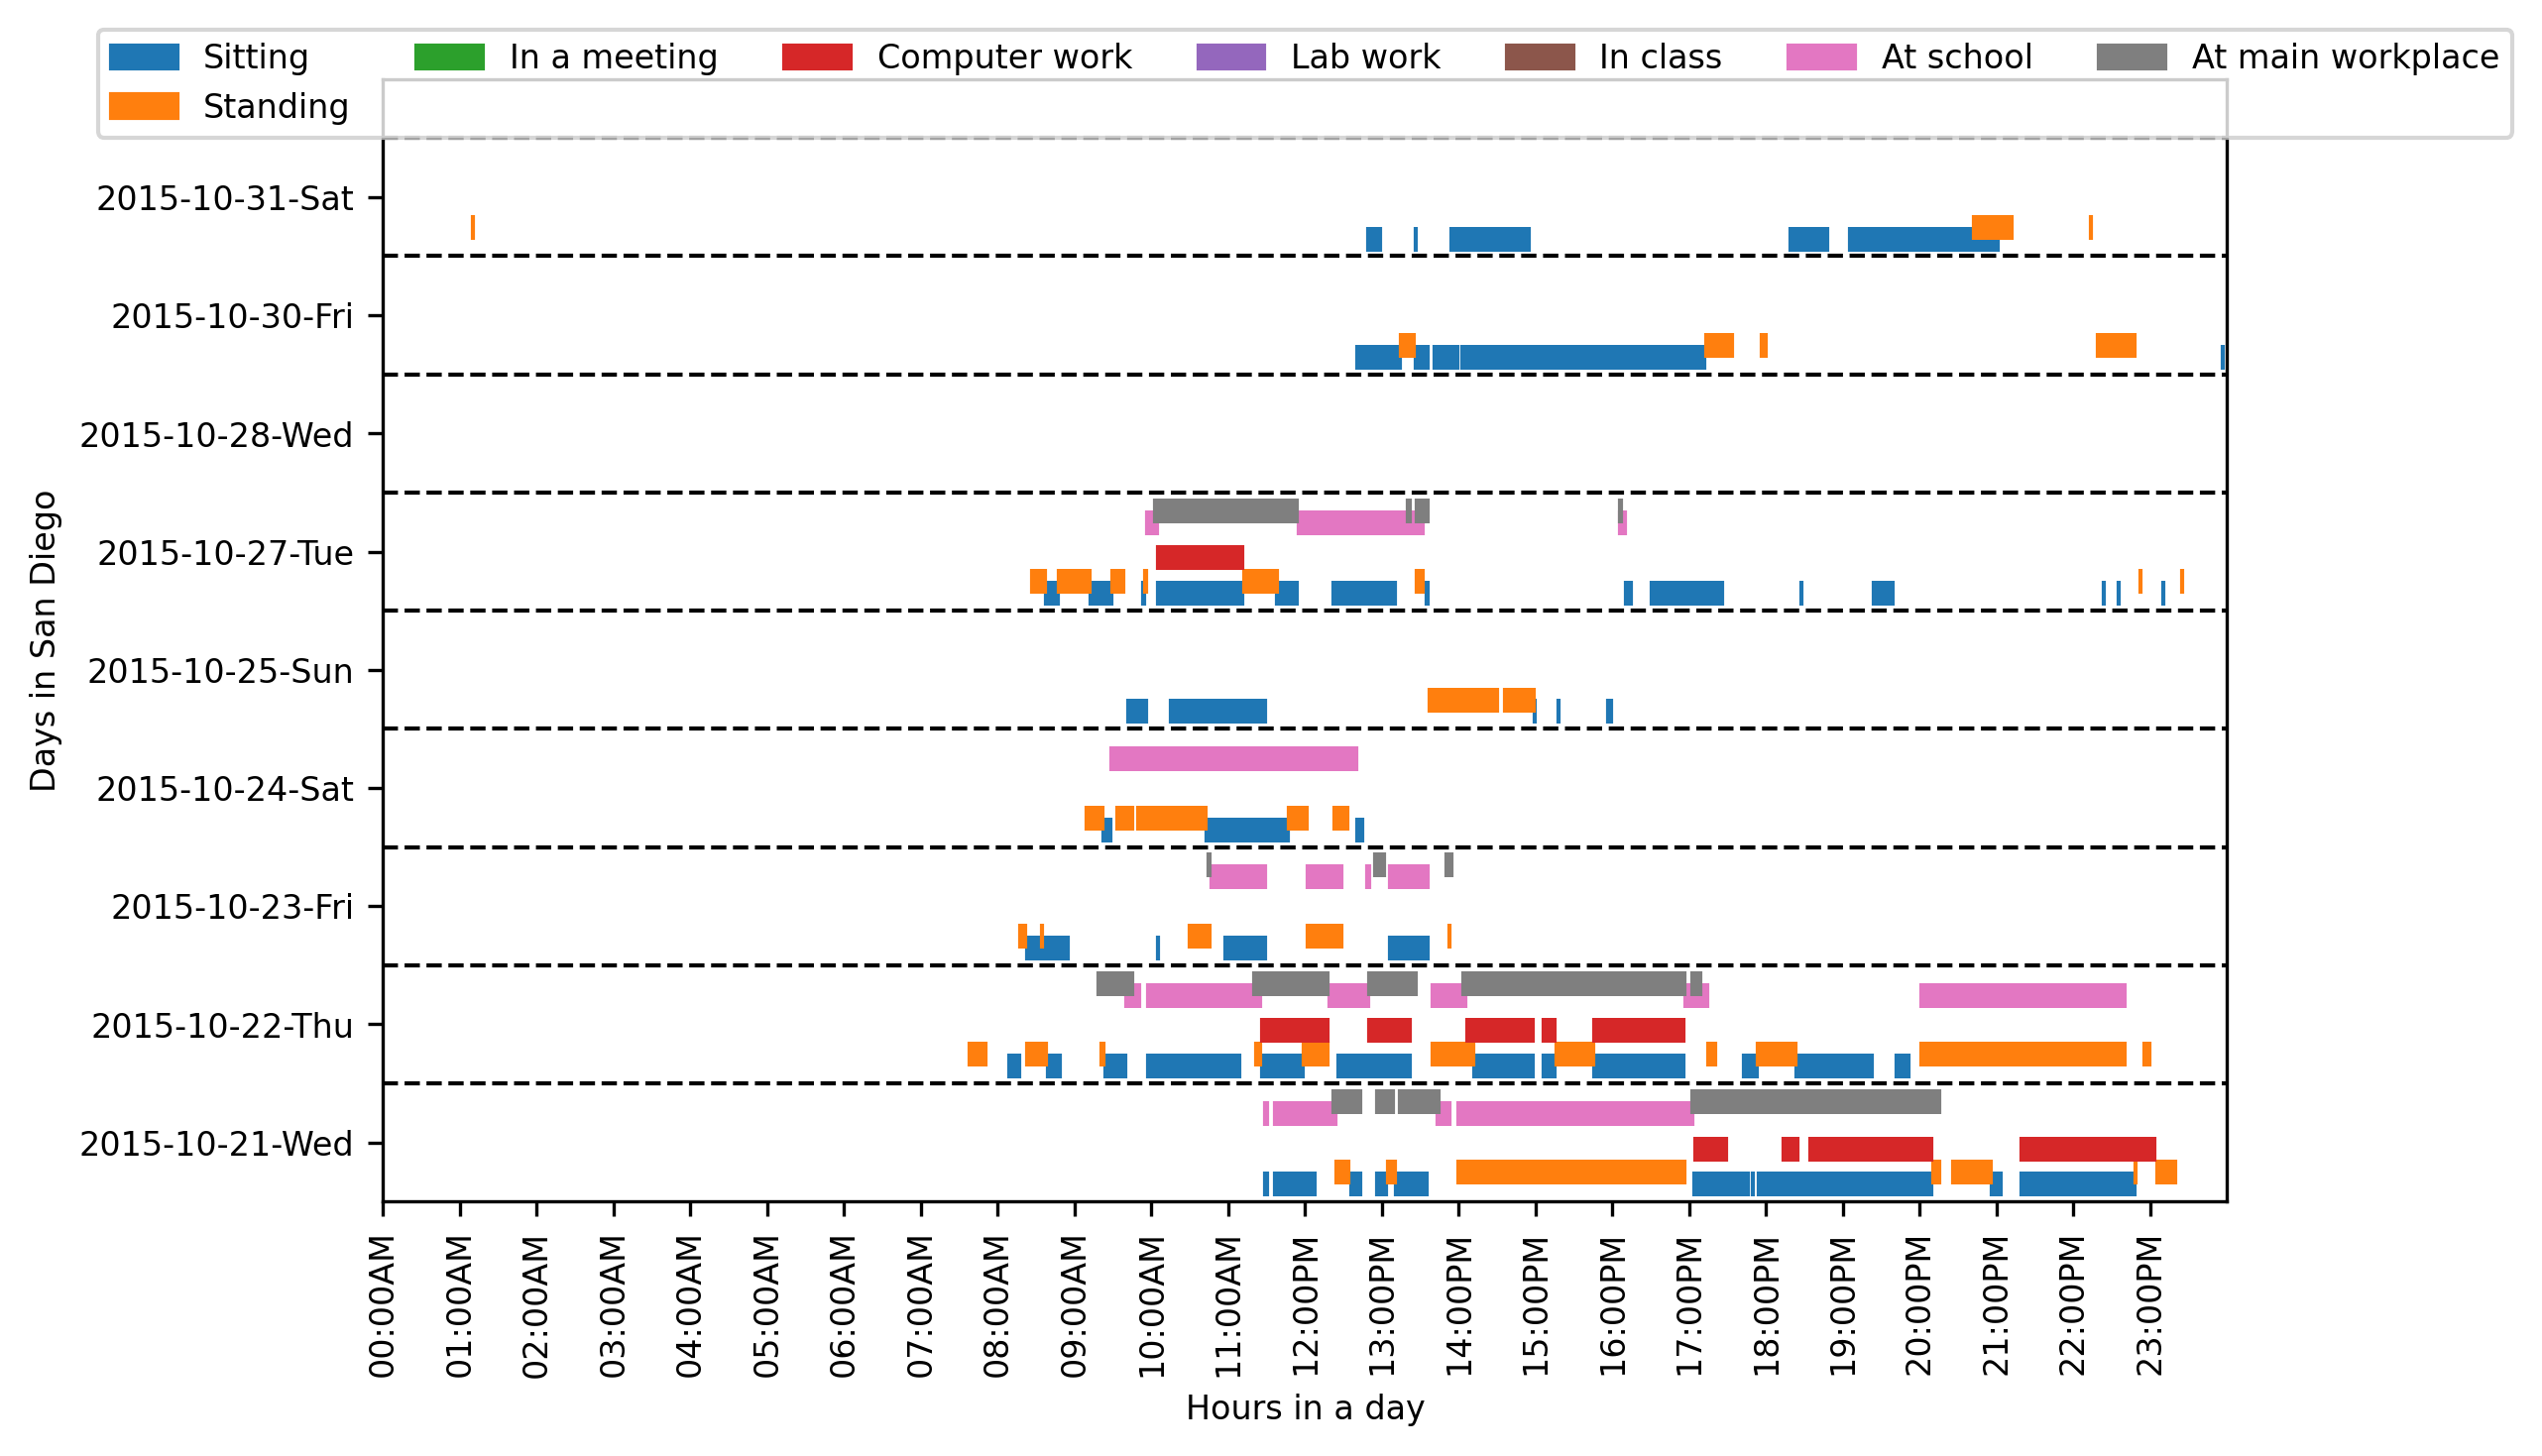 Sitting
In a meeting
Computer work
Lab work
In class
At school
At main workplace
Standing
Days in San Diego
2015-10-31-Sat
2015-10-30-Fri
2015-10-28-Wed
2015-10-27-Tue
2015-10-25-Sun
2015-10-24-Sat
2015-10-23-Fri
2015-10-22-Thu
2015-10-21-Wed
00:00AM
01:00AM
02:00AM
03:00AM
04:00AM
05:00AM
06:00AM
07:00AM
08:00AM
09:00AM
10:00AM
11:00AM
12:00PM
13:00PM
14:00PM
15:00PM
16:00PM
17:00PM
18:00PM
19:00PM
20:00PM
21:00PM
22:00PM
23:00PM
Hours in a day